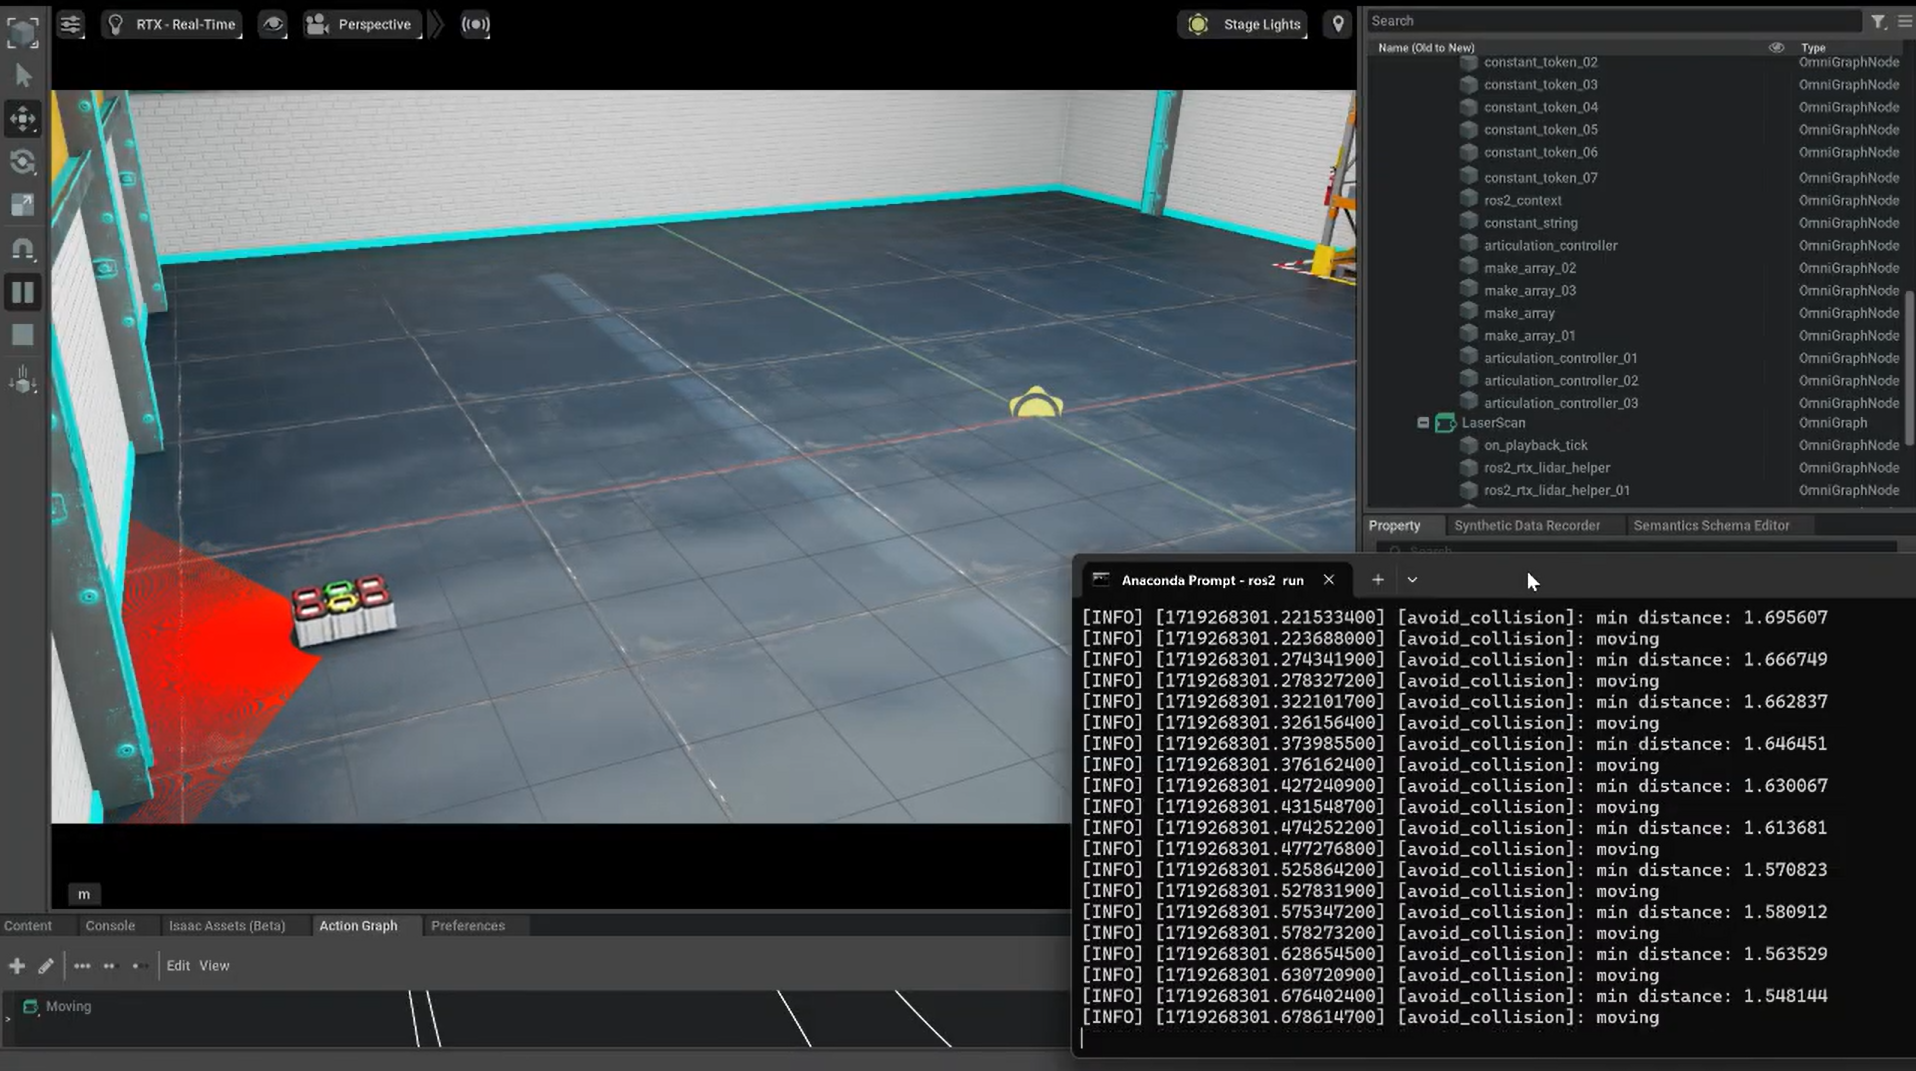 RTX - Real-Time
Perspective
Stage Lights
Search
Name (Old to New)
Type
constant_token_02 OmniGraphNode
constant_token_03 OmniGraphNode
constant_token_04 OmniGraphNode
constant_token_05 OmniGraphNode
constant_token_06 OmniGraphNode
constant_token_07 OmniGraphNode
ros2_context OmniGraphNode
constant_string OmniGraphNode
articulation_controller OmniGraphNode
make_array_02 OmniGraphNode
make_array_03 OmniGraphNode
make_array OmniGraphNode
make_array_01 OmniGraphNode
articulation_controller_01 OmniGraphNode
articulation_controller_02 OmniGraphNode
articulation_controller_03 OmniGraphNode
LaserScan OmniGraph
on_playback_tick OmniGraphNode
ros2_rtx_lidar_helper OmniGraphNode
ros2_rtx_lidar_helper_01 OmniGraphNode
Property Synthetic Data Recorder Semantics Schema Editor
Search
Anaconda Prompt - ros2 run
[INFO] [1719268301.221533400] [avoid_collision]: min distance: 1.695607
[INFO] [1719268301.223688000] [avoid_collision]: moving
[INFO] [1719268301.274341900] [avoid_collision]: min distance: 1.666749
[INFO] [1719268301.278327200] [avoid_collision]: moving
[INFO] [1719268301.322101700] [avoid_collision]: min distance: 1.662837
[INFO] [1719268301.326156400] [avoid_collision]: moving
[INFO] [1719268301.373985500] [avoid_collision]: min distance: 1.646451
[INFO] [1719268301.376162400] [avoid_collision]: moving
[INFO] [1719268301.427240900] [avoid_collision]: min distance: 1.630067
[INFO] [1719268301.431548700] [avoid_collision]: moving
[INFO] [1719268301.474252200] [avoid_collision]: min distance: 1.613681
[INFO] [1719268301.477276800] [avoid_collision]: moving
[INFO] [1719268301.525864200] [avoid_collision]: min distance: 1.570823
[INFO] [1719268301.527831900] [avoid_collision]: moving
[INFO] [1719268301.575347200] [avoid_collision]: min distance: 1.580912
[INFO] [1719268301.578273200] [avoid_collision]: moving
[INFO] [1719268301.628654500] [avoid_collision]: min distance: 1.563529
[INFO] [1719268301.630720900] [avoid_collision]: moving
[INFO] [1719268301.676402400] [avoid_collision]: min distance: 1.548144
[INFO] [1719268301.678614700] [avoid_collision]: moving
m
Content Console Isaac Assets (Beta) Action Graph Preferences
Edit View
Moving